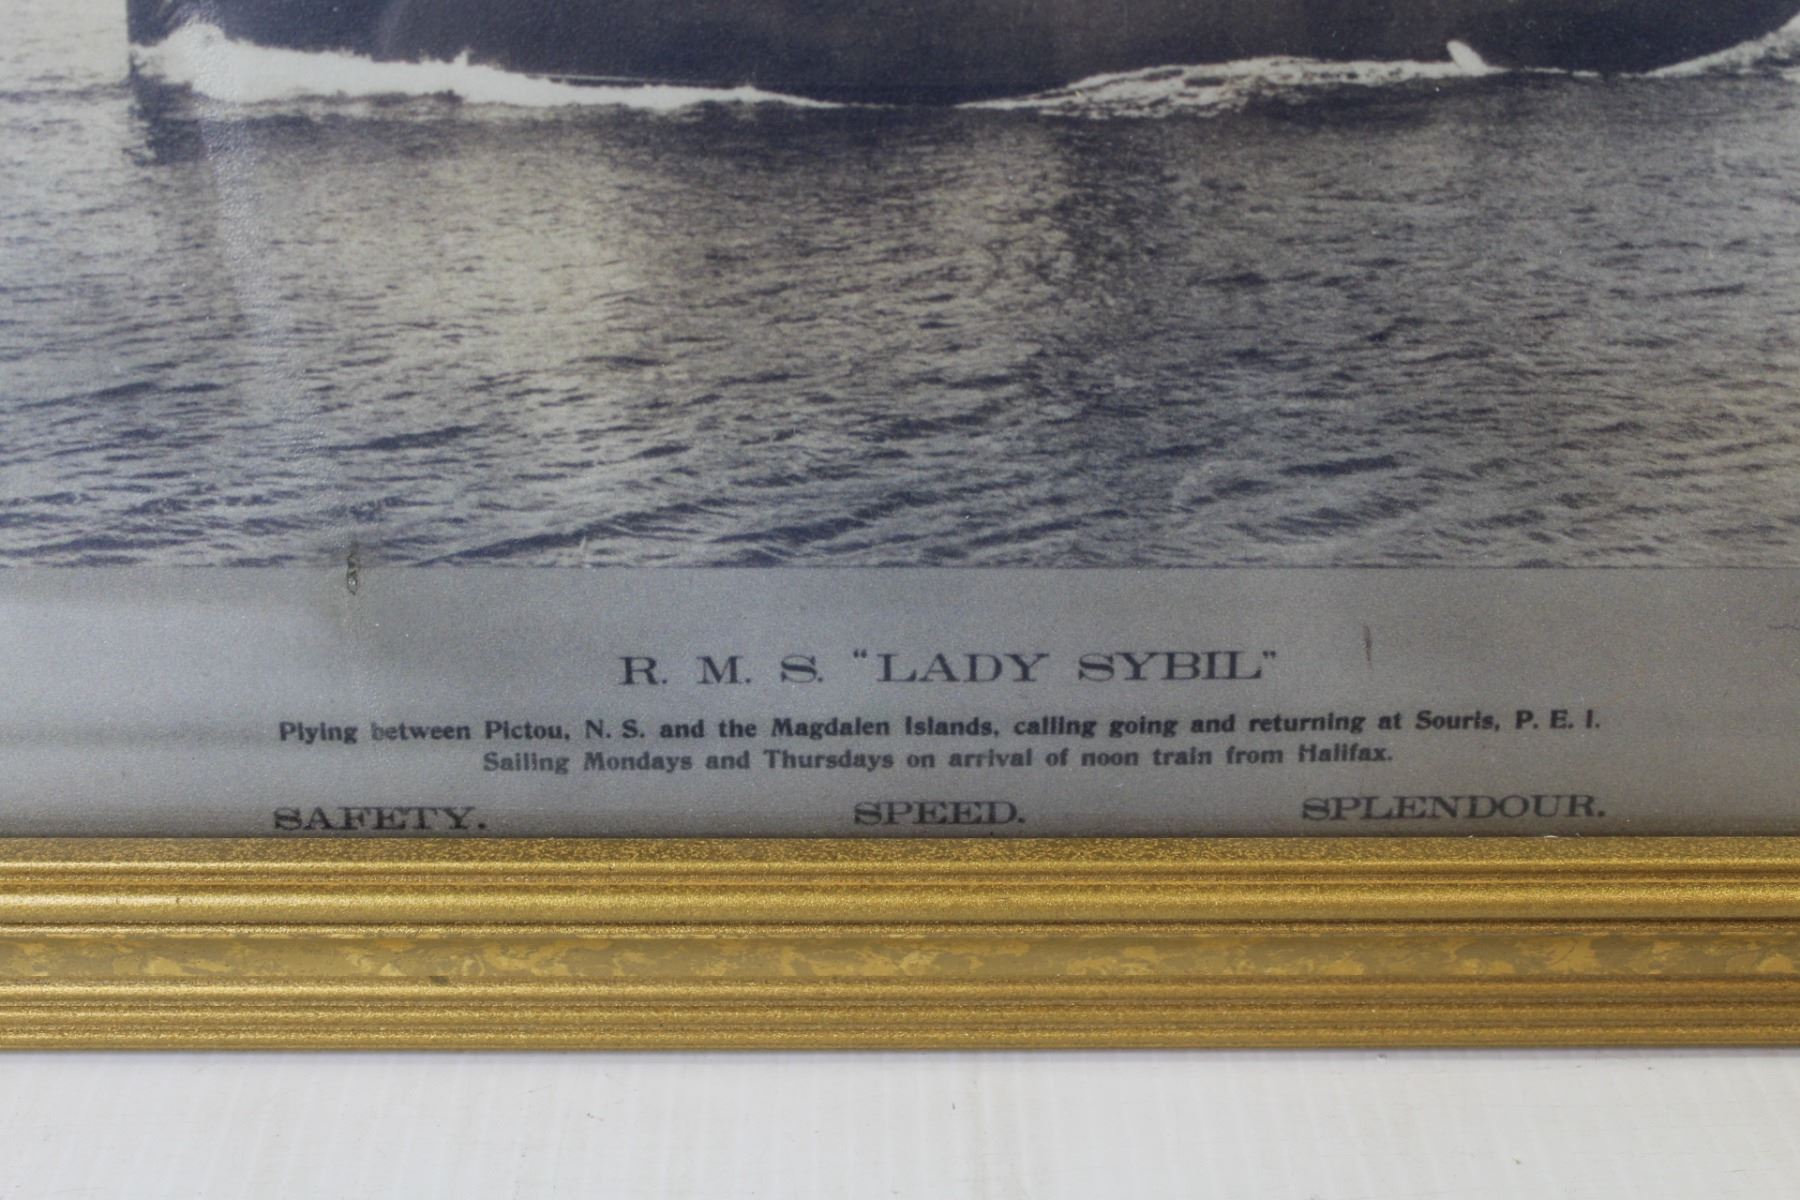 R. M. S. "LADY SYBIL"
Plying between Pictou, N. S. and the Magdalen Islands, calling going and returning at Souris, P. E. I.
Sailing Mondays and Thursdays on arrival of noon train from Halifax.
SAFETY. SPEED. SPLENDOUR.